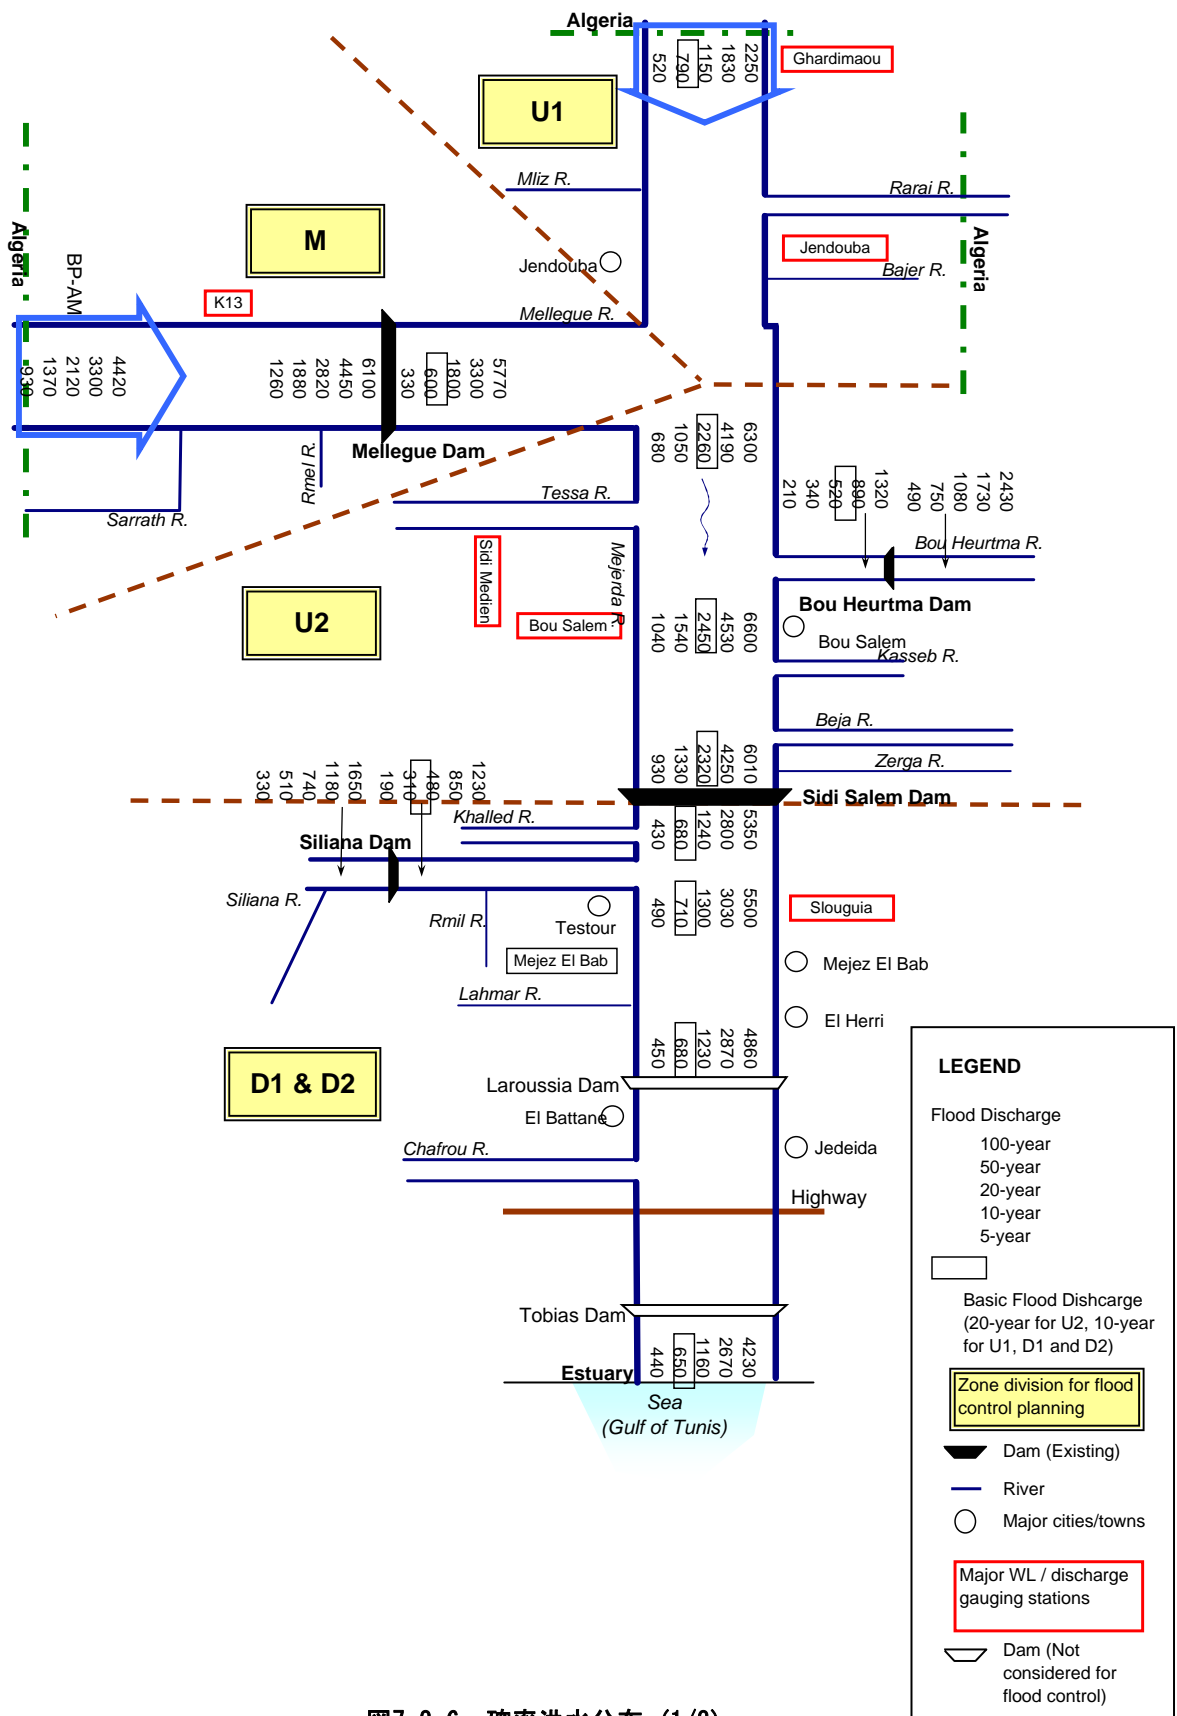 Algeria
2250
1830
1150
790
520
Ghardimaou
U1
Mliz R.
Rarai R.
Algeria
M
Jendouba
Jendouba
Bajer R.
Algeria
BP-AM
K13
Mellegue R.
4420
3300
2120
1370
930
6100
4450
2820
1880
1260
5770
3300
1800
600
330
Mellegue Dam
Rmel R.
Sarrath R.
Tessa R.
6300
4190
2260
1050
680
1320
890
520
340
210
2430
1730
1080
750
490
Bou Heurtma R.
Bou Heurtma Dam
Sidi Medien
Mejerda R.
U2
Bou Salem
6600
4530
2450
1540
1040
Bou Salem
Kasseb R.
Beja R.
Zerga R.
6010
4250
2320
1330
930
Sidi Salem Dam
1650
1180
740
510
330
1230
850
480
310
190
Khalled R.
Siliana Dam
5350
2800
1240
680
430
Siliana R.
Rmil R.
Testour
Mejez El Bab
5500
3030
1300
710
490
Slouguia
Mejez El Bab
Lahmar R.
El Herri
D1 & D2
4860
2870
1230
680
450
Laroussia Dam
El Battane
Chafrou R.
Jedeida
Highway
Tobias Dam
4230
2670
1160
650
440
Estuary
Sea
(Gulf of Tunis)
LEGEND
Flood Discharge
100-year
50-year
20-year
10-year
5-year
Basic Flood Dishcarge
(20-year for U2, 10-year
for U1, D1 and D2)
Zone division for flood
control planning
Dam (Existing)
River
Major cities/towns
Major WL / discharge
gauging stations
Dam (Not
considered for
flood control)